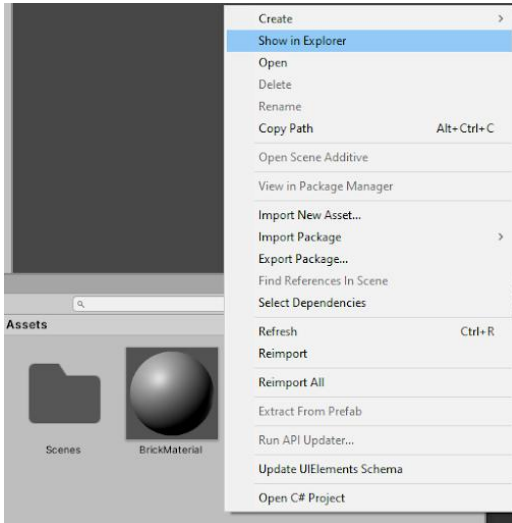 Create
Show in Explorer
Open
Delete
Rename
Copy Path Alt+Ctrl+C
Open Scene Additive
View in Package Manager
Import New Asset...
Import Package
Export Package...
Find References In Scene
Select Dependencies
Refresh Ctrl+R
Reimport
Reimport All
Extract From Prefab
Run API Updater...
Update UIElements Schema
Open C# Project
Assets
Scenes BrickMaterial